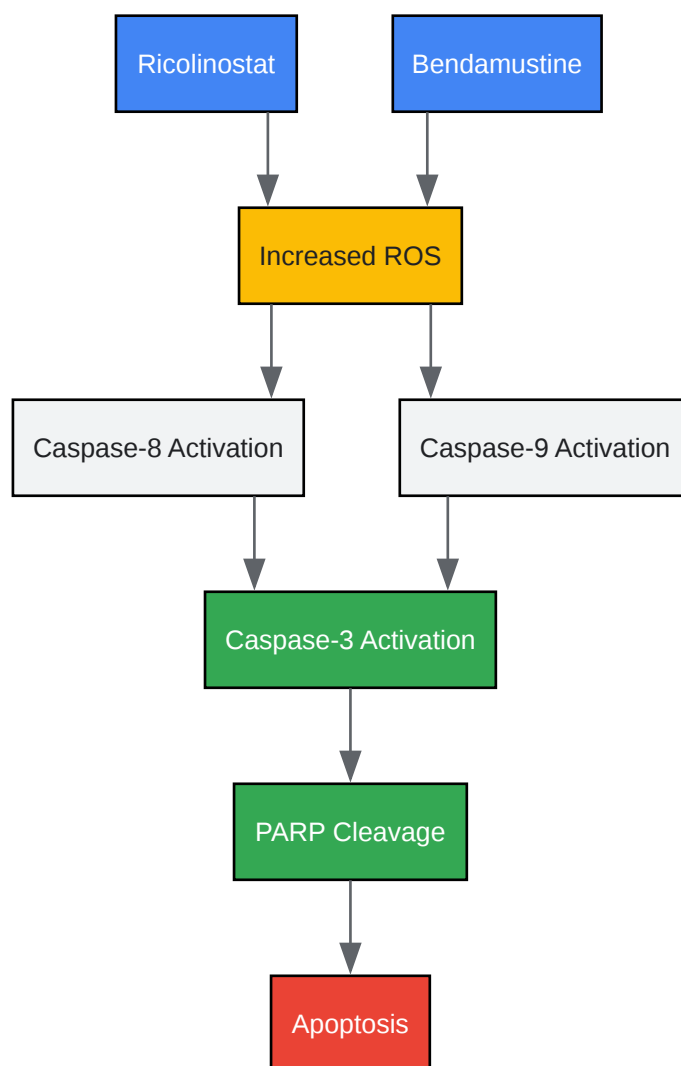 Ricolinostat
Bendamustine
Increased ROS
Caspase-8 Activation
Caspase-9 Activation
Caspase-3 Activation
PARP Cleavage
Apoptosis